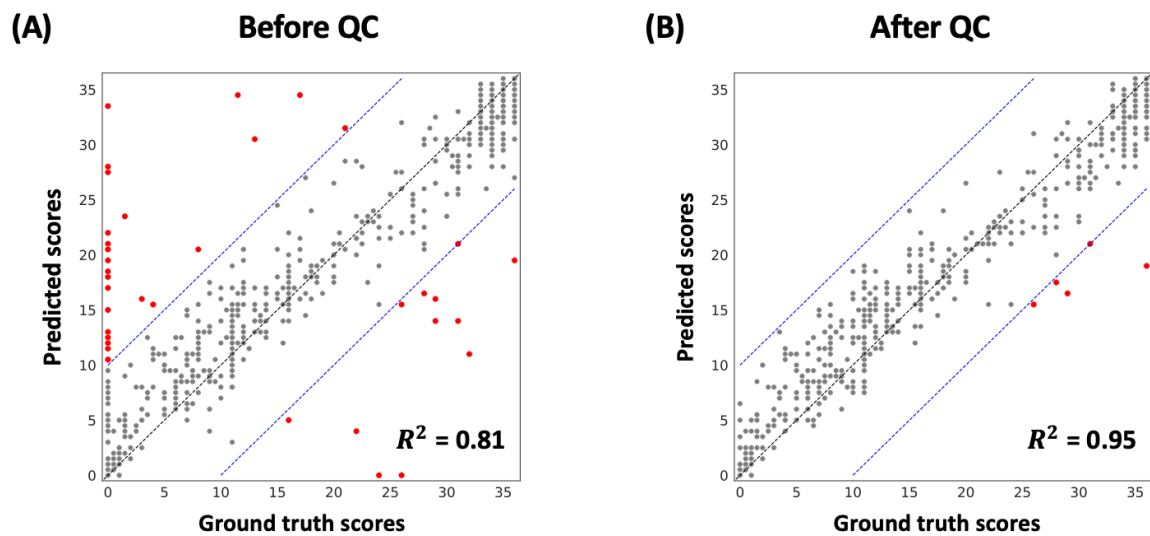 (A) Before QC
Predicted scores
35
30
25
20
15
10
5
0
R² = 0.81
0 5 10 15 20 25 30 35
Ground truth scores
(B) After QC
Predicted scores
35
30
25
20
15
10
5
0
R² = 0.95
0 5 10 15 20 25 30 35
Ground truth scores